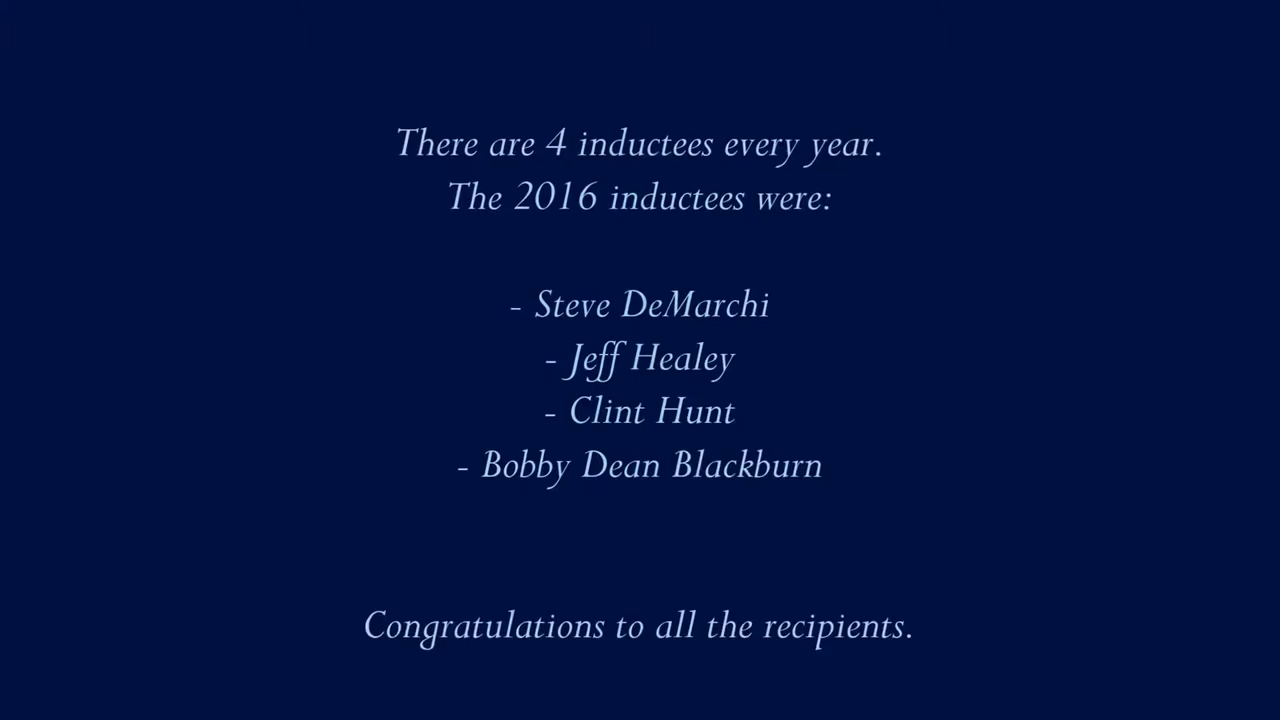 There are 4 inductees every year.
The 2016 inductees were:
- Steve DeMarchi
- Jeff Healey
- Clint Hunt
- Bobby Dean Blackburn
Congratulations to all the recipients.